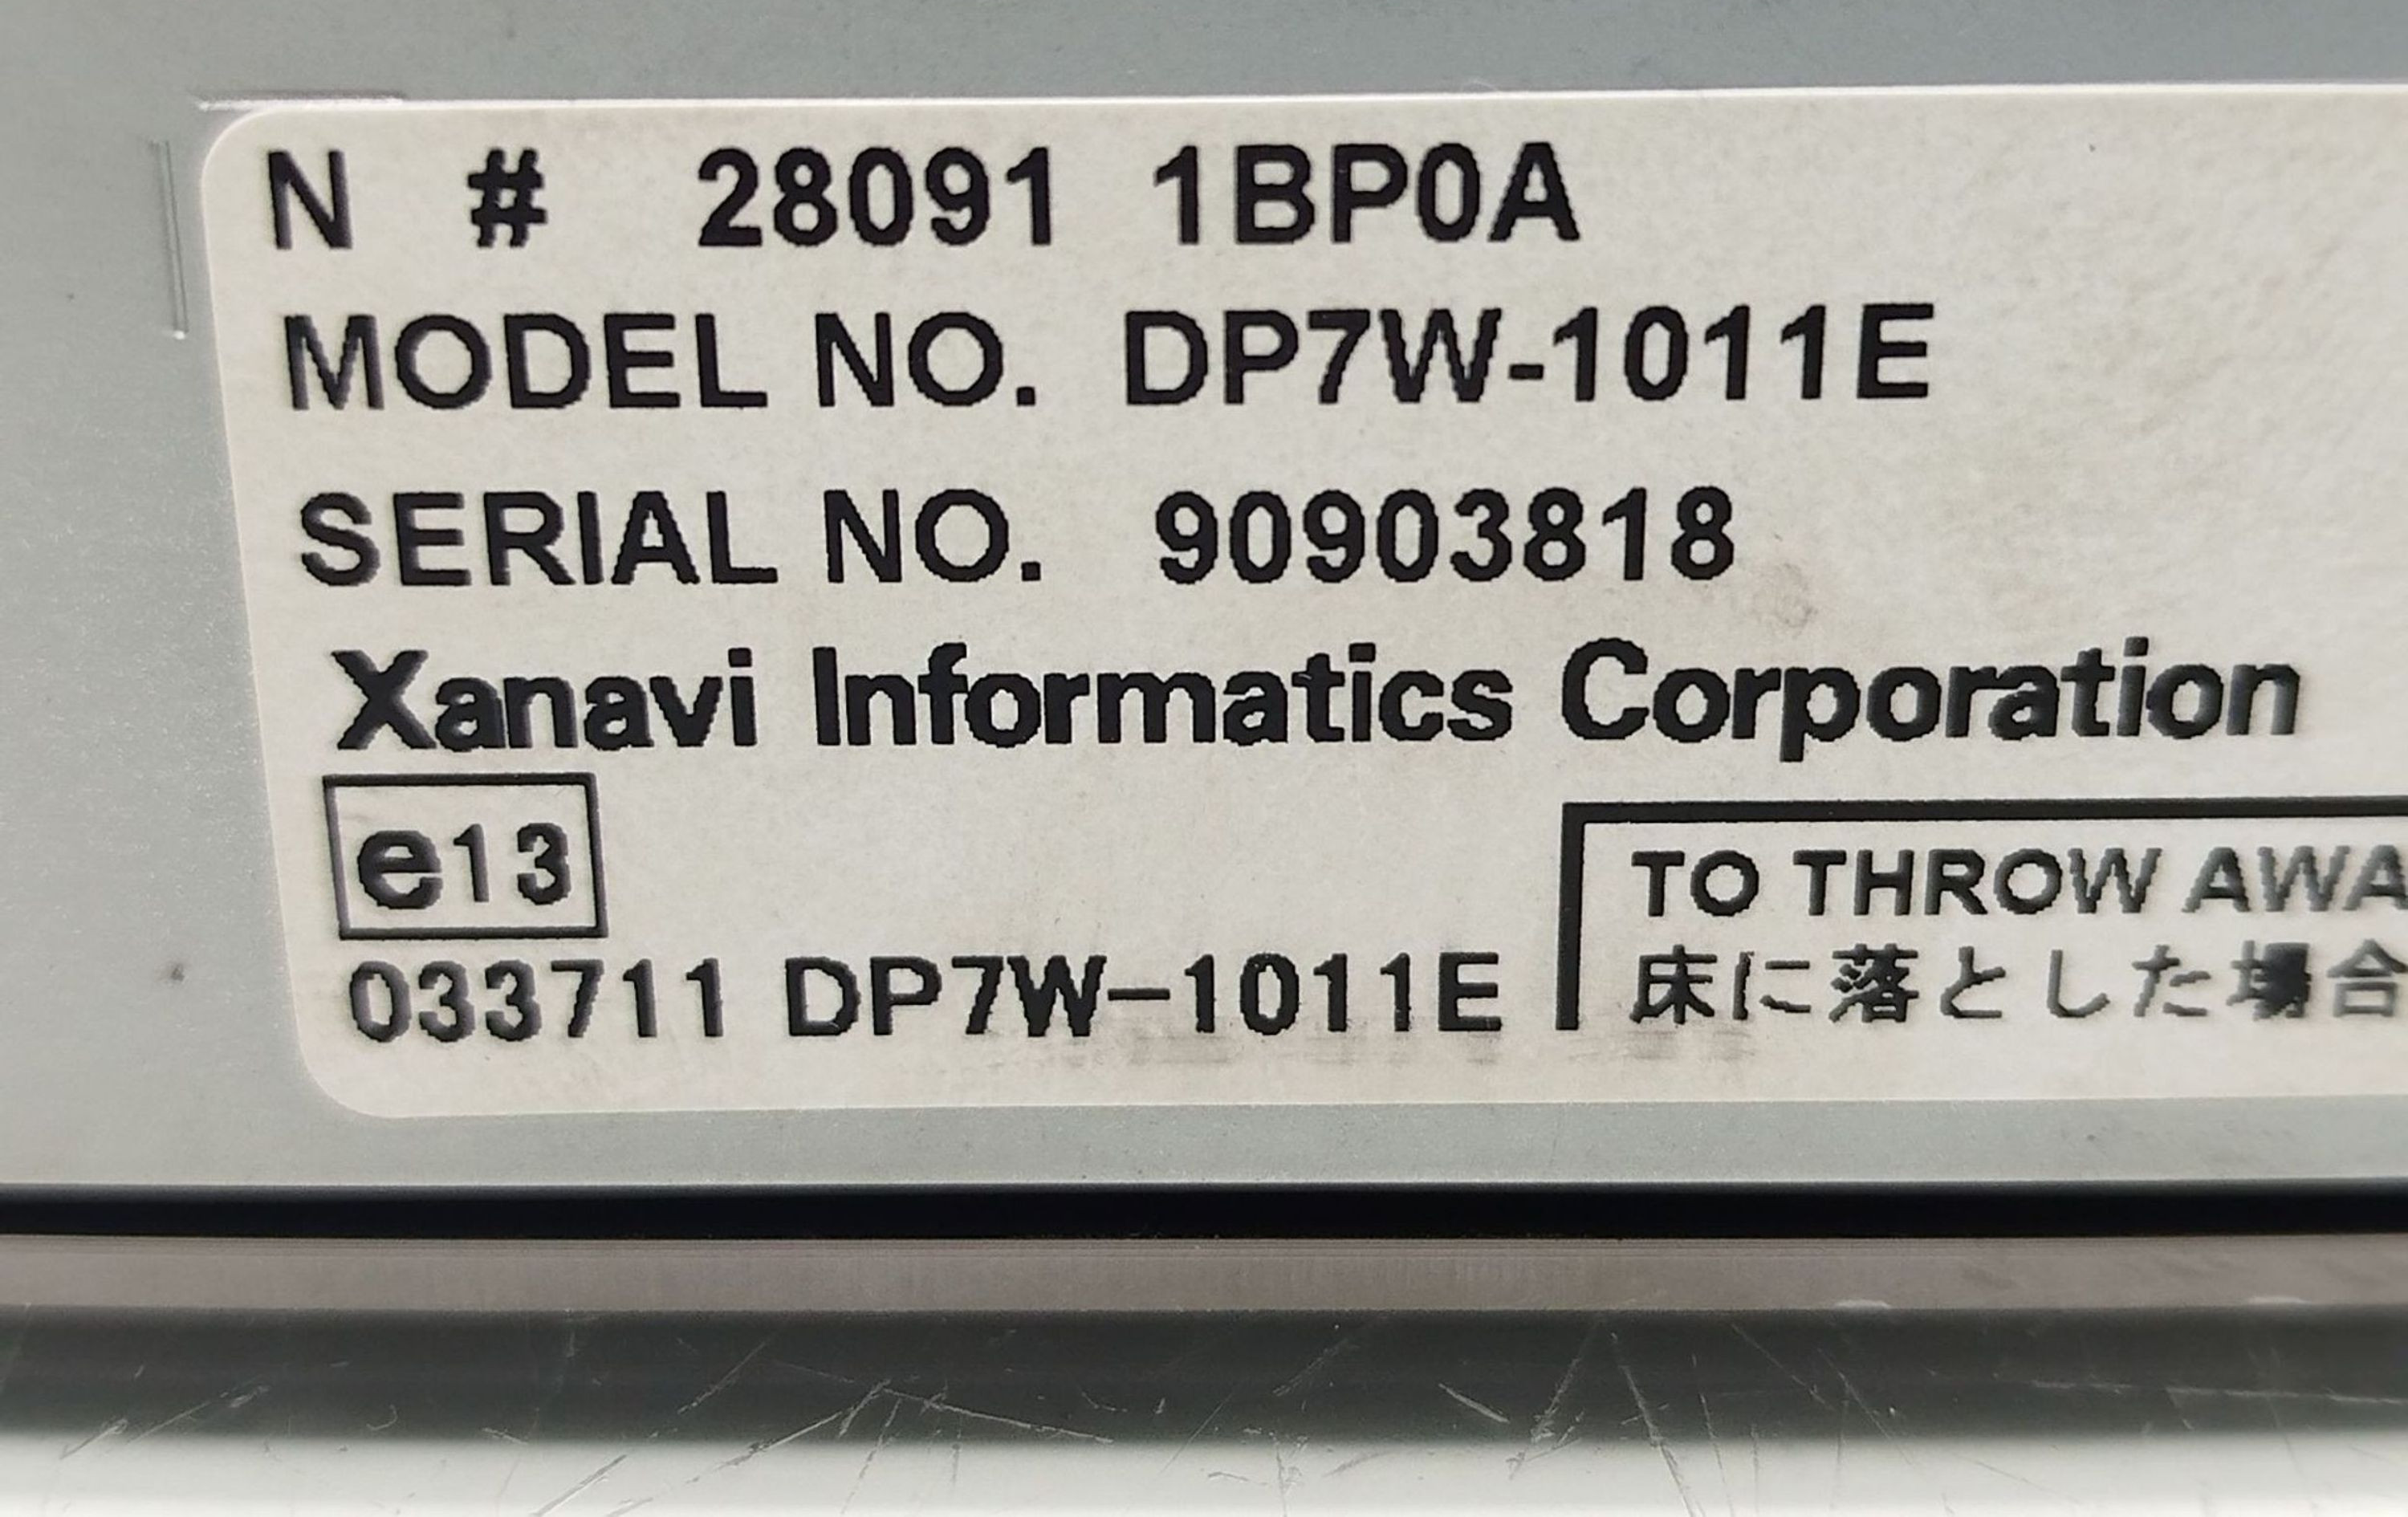 N # 28091 1BP0A
MODEL NO. DP7W-1011E
SERIAL NO. 90903818
Xanavi Informatics Corporation
e13
033711 DP7W-1011E
TO THROW AWA
床に落とした場合